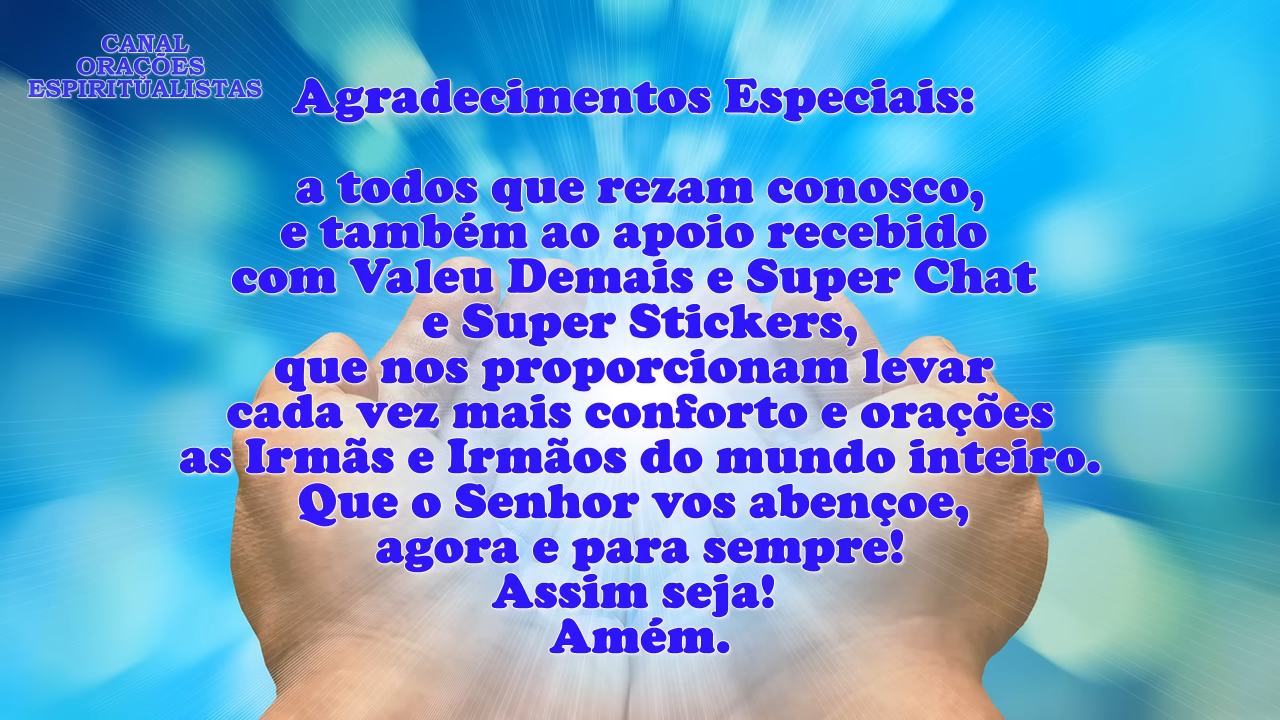 CANAL
ORAÇÕES
ESPIRITUALISTAS
Agradecimentos Especiais:
a todos que rezam conosco,
e também ao apoio recebido
com Valeu Demais e Super Chat
e Super Stickers,
que nos proporcionam levar
cada vez mais conforto e orações
as Irmãs e Irmãos do mundo inteiro.
Que o Senhor vos abençoe,
agora e para sempre!
Assim seja!
Amém.